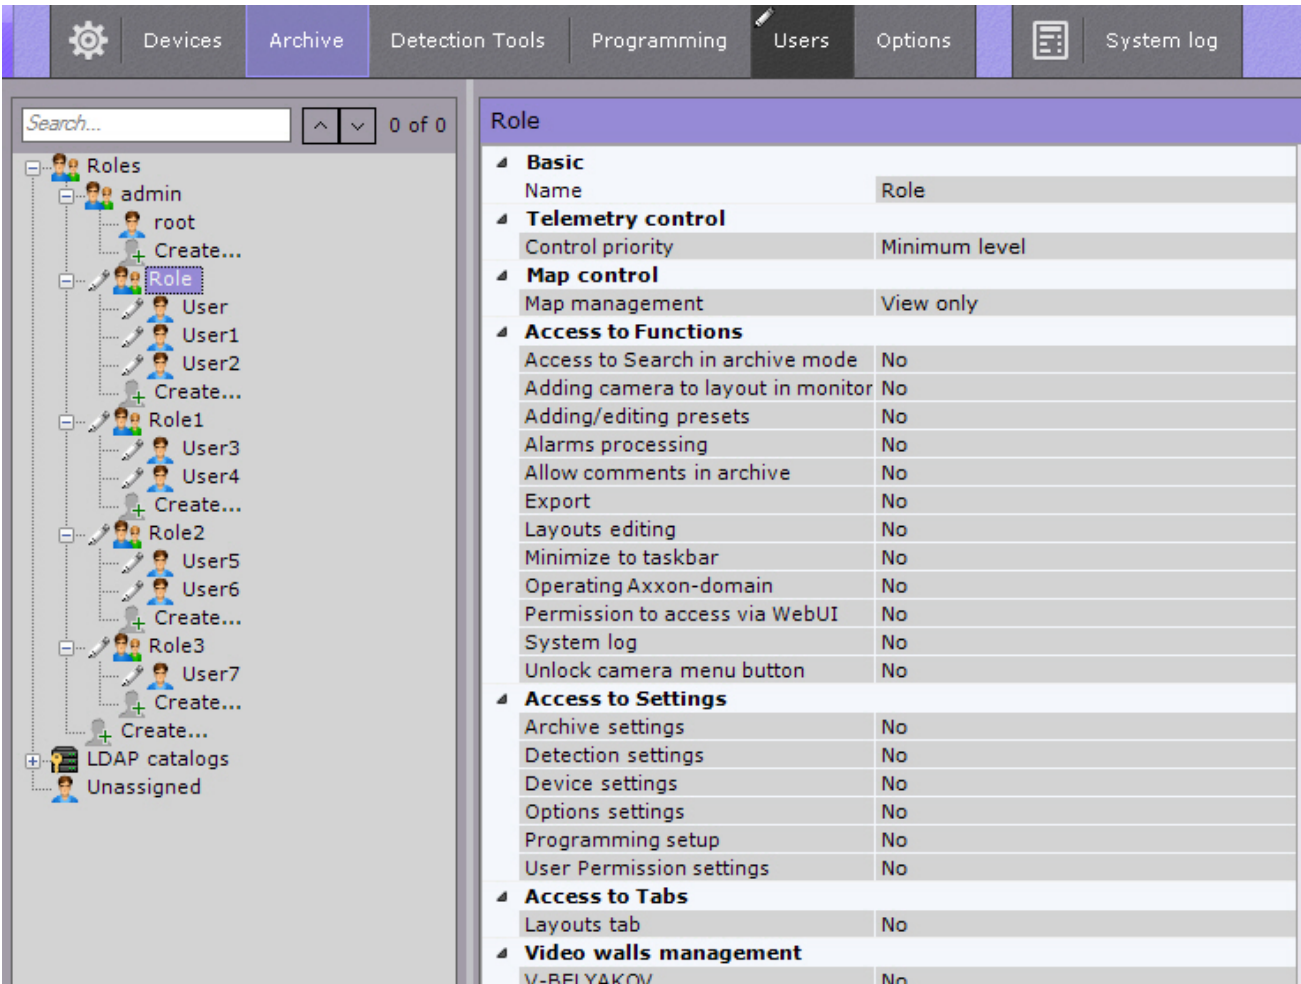 Devices Archive Detection Tools Programming Users Options System log
Search... 0 of 0
Roles
admin
root
Create...
Role
User
User1
User2
Create...
Role1
User3
User4
Create...
Role2
User5
User6
Create...
Role3
User7
Create...
Create...
LDAP catalogs
Unassigned
Role
Basic
Name Role
Telemetry control
Control priority Minimum level
Map control
Map management View only
Access to Functions
Access to Search in archive mode No
Adding camera to layout in monitor No
Adding/editing presets No
Alarms processing No
Allow comments in archive No
Export No
Layouts editing No
Minimize to taskbar No
Operating Axxon-domain No
Permission to access via WebUI No
System log No
Unlock camera menu button No
Access to Settings
Archive settings No
Detection settings No
Device settings No
Options settings No
Programming setup No
User Permission settings No
Access to Tabs
Layouts tab No
Video walls management
V-BELYAKOV No